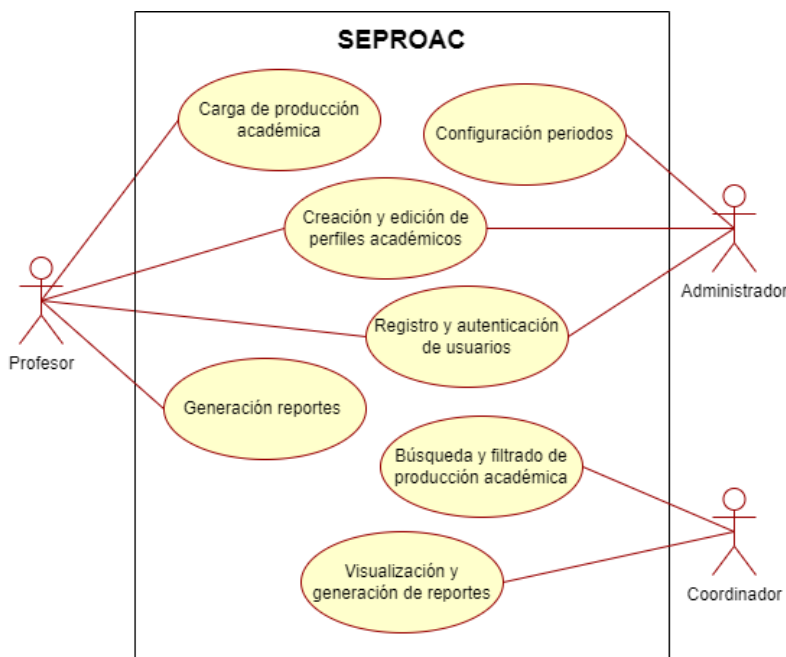 SEPROAC
Carga de producción
académica
Configuración periodos
Creación y edición de
perfiles académicos
Administrador
Registro y autenticación
de usuarios
Profesor
Generación reportes
Búsqueda y filtrado de
producción académica
Visualización y
generación de reportes
Coordinador